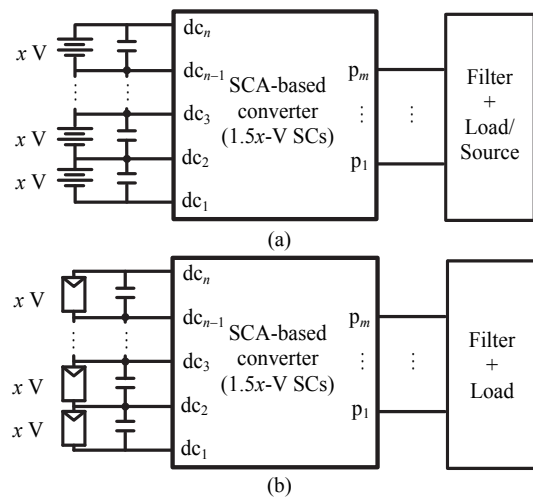 x V
x V
x V
dcₙ
dcₙ₋₁
dc₃
dc₂
dc₁
SCA-based
converter
(1.5x-V SCs)
pₘ
p₁
Filter
+
Load/
Source
(a)
x V
x V
x V
dcₙ
dcₙ₋₁
dc₃
dc₂
dc₁
SCA-based
converter
(1.5x-V SCs)
pₘ
p₁
Filter
+
Load
(b)